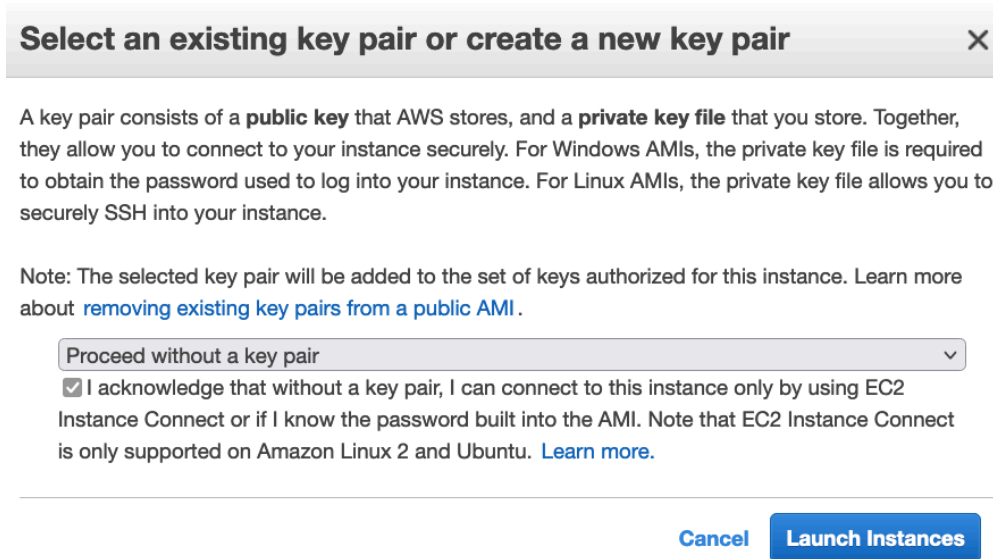 Select an existing key pair or create a new key pair
A key pair consists of a public key that AWS stores, and a private key file that you store. Together,
they allow you to connect to your instance securely. For Windows AMIs, the private key file is required
to obtain the password used to log into your instance. For Linux AMIs, the private key file allows you to
securely SSH into your instance.
Note: The selected key pair will be added to the set of keys authorized for this instance. Learn more
about removing existing key pairs from a public AMI.
Proceed without a key pair
I acknowledge that without a key pair, I can connect to this instance only by using EC2
Instance Connect or if I know the password built into the AMI. Note that EC2 Instance Connect
is only supported on Amazon Linux 2 and Ubuntu. Learn more.
Cancel Launch Instances